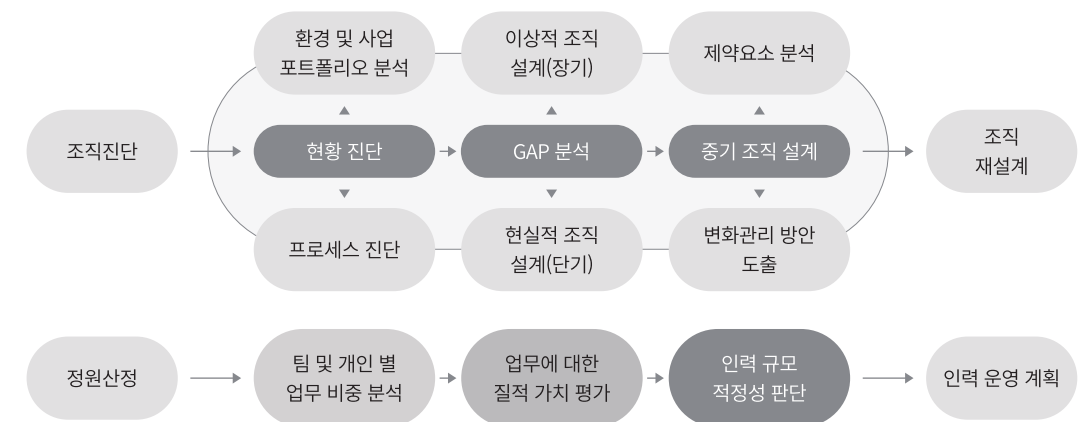 환경 및 사업
포트폴리오 분석
이상적 조직
설계(장기)
제약요소 분석
조직진단
현황 진단
GAP 분석
중기 조직 설계
조직
재설계
프로세스 진단
현실적 조직
설계(단기)
변화관리 방안
도출
정원산정
팀 및 개인 별
업무 비중 분석
업무에 대한
질적 가치 평가
인력 규모
적정성 판단
인력 운영 계획